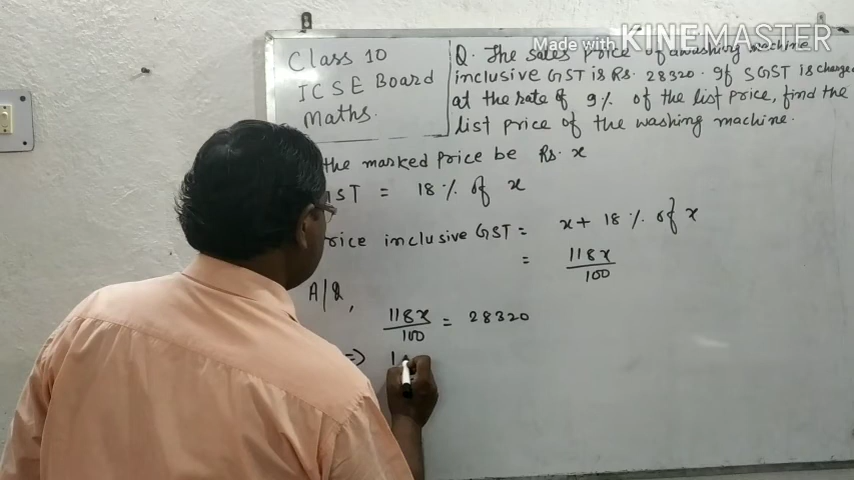 Made with KINEMASTER
Class 10
ICSE Board
Maths.
Q. The sales price of a washing machine
inclusive GST is Rs. 28320. If SGST is charged
at the rate of 9% of the list price, find the
list price of the washing machine.
the marked price be Rs. x
GST = 18% of x
rice inclusive GST = x + 18% of x
= 118x/100
A/Q,
118x/100 = 28320
=> 1